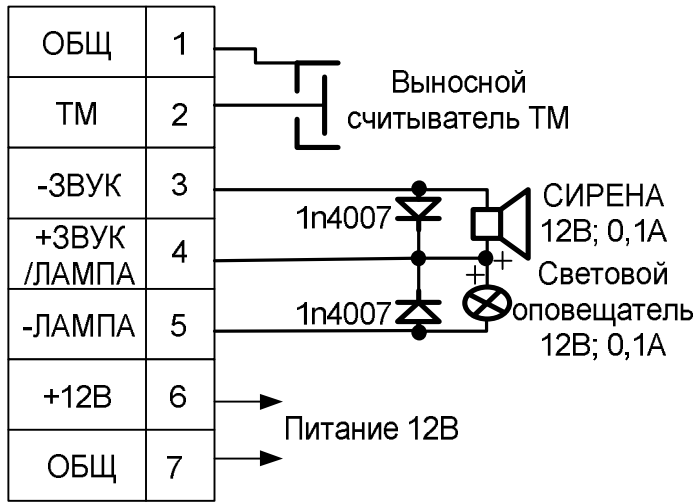 ОБЩ 1
ТМ 2
Выносной
считыватель ТМ
-ЗВУК 3
+ЗВУК
/ЛАМПА 4
-ЛАМПА 5
+12В 6
ОБЩ 7
1n4007
1n4007
СИРЕНА
12В; 0,1А
+
+
Световой
оповещатель
12В; 0,1А
Питание 12В